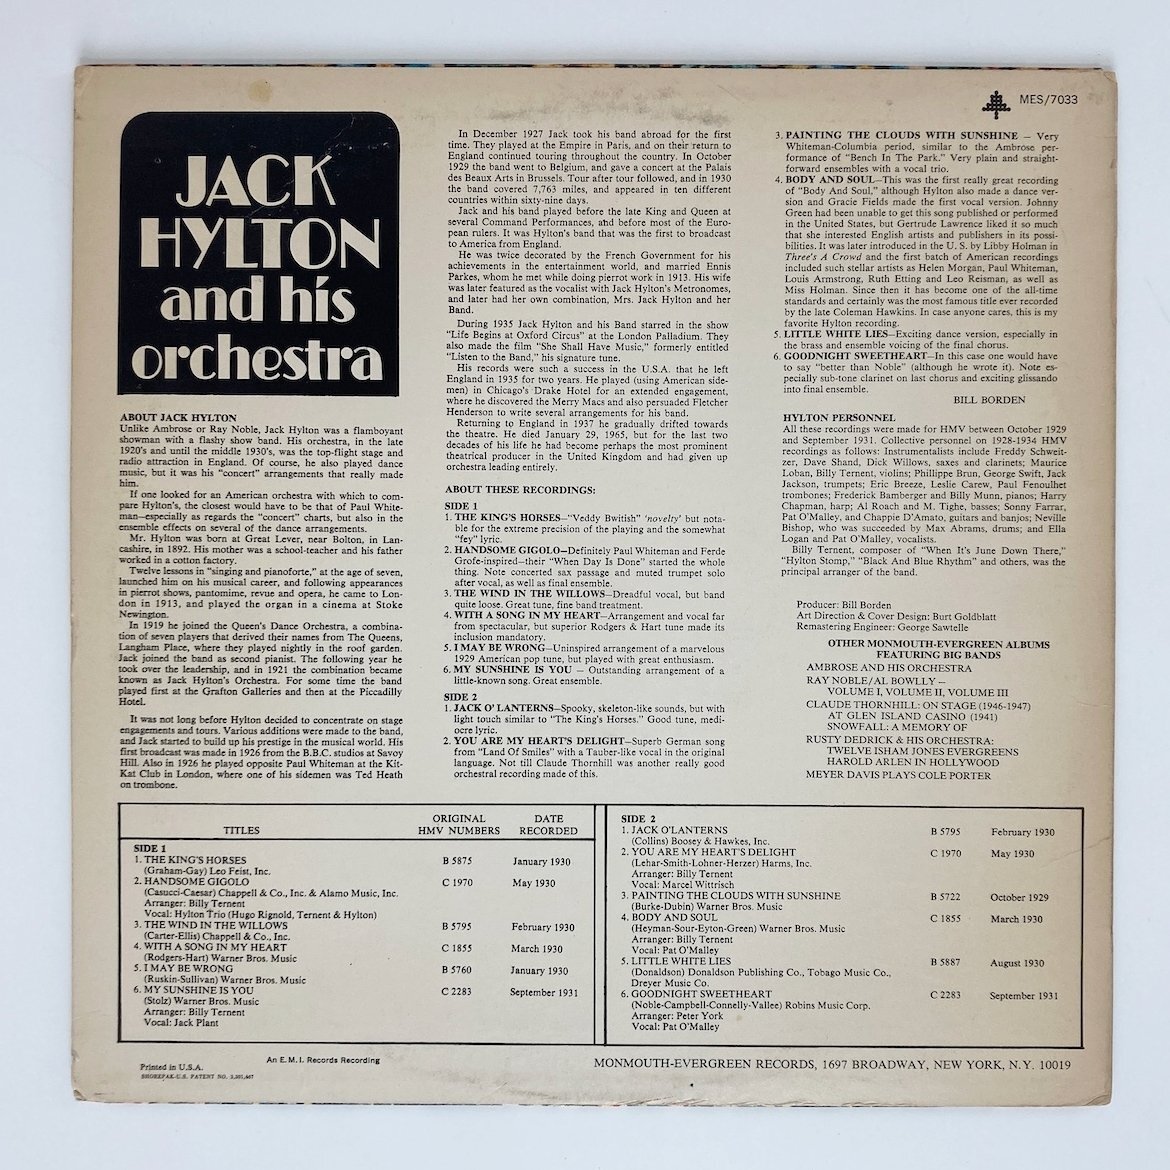 MES/7033
JACK
HYLTON
and his
orchestra
ABOUT JACK HYLTON
Unlike Ambrose or Ray Noble, Jack Hylton was a flamboyant
showman with a flashy show band. His orchestra, in the late
1920's and until the middle 1930's, was the top-flight stage and
radio attraction in England. Of course, he also played dance
music, but it was his "concert" arrangements that really made
him.
If one looked for an American orchestra with which to com-
pare Hylton's, the closest would have to be that of Paul White-
man—especially as regards the "concert" charts, but also in the
ensemble effects on several of the dance arrangements.
Mr. Hylton was born at Great Lever, near Bolton, in Lan-
cashire, in 1892. His mother was a school-teacher and his father
worked in a cotton factory.
Twelve lessons in "singing and pianoforte," at the age of seven,
launched him on his musical career, and following appearances
in pierrot shows, pantomime, revue and opera, he came to Lon-
don in 1913, and played the organ in a cinema at Stoke
Newington.
In 1919 he joined the Queen's Dance Orchestra, a combina-
tion of seven players that derived their names from The Queens,
Langham Place, where they played nightly in the roof garden.
Jack joined the band as second pianist. The following year he
took over the leadership, and in 1921 the combination became
known as Jack Hylton's Orchestra. For some time the band
played first at the Grafton Galleries and then at the Piccadilly
Hotel.
It was not long before Hylton decided to concentrate on stage
engagements and tours. Various additions were made to the band,
and Jack started to build up his prestige in the musical world. His
first broadcast was made in 1926 from the B.B.C. studios at Savoy
Hill. Also in 1926 he played opposite Paul Whiteman at the Kit-
Kat Club in London, where one of his sidemen was Ted Heath
on trombone.
In December 1927 Jack took his band abroad for the first
time. They played at the Empire in Paris, and on their return to
England continued touring throughout the country. In October
1929 the band went to Belgium, and gave a concert at the Palais
des Beaux Arts in Brussels. Tour after tour followed, and in 1930
the band covered 7,763 miles, and appeared in ten different
countries within sixty-nine days.
Jack and his band played before the late King and Queen at
several Command Performances, and before most of the Euro-
pean rulers. It was Hylton's band that was the first to broadcast
to America from England.
He was twice decorated by the French Government for his
achievements in the entertainment world, and married Ennis
Parkes, whom he met while doing pierrot work in 1913. His wife
was later featured as the vocalist with Jack Hylton's Metronomes,
and later had her own combination, Mrs. Jack Hylton and her
Band.
During 1935 Jack Hylton and his Band starred in the show
"Life Begins at Oxford Circus" at the London Palladium. They
also made the film "She Shall Have Music," formerly entitled
"Listen to the Band," his signature tune.
His records were such a success in the U.S.A. that he left
England in 1935 for two years. He played (using American side-
men) in Chicago's Drake Hotel for an extended engagement,
where he discovered the Merry Macs and also persuaded Fletcher
Henderson to write several arrangements for his band.
Returning to England in 1937 he gradually drifted towards
the theatre. He died January 29, 1965, but for the last two
decades of his life he had become perhaps the most prominent
theatrical producer in the United Kingdom and had given up
orchestra leading entirely.
ABOUT THESE RECORDINGS:
SIDE 1
1. THE KING'S HORSES—"Veddy Bwitish" 'novelty' but nota-
ble for the extreme precision of the playing and the somewhat
"fey" lyric.
2. HANDSOME GIGOLO—Definitely Paul Whiteman and Ferde
Grofe-inspired—their "When Day Is Done" started the whole
thing. Note concerted sax passage and muted trumpet solo
after vocal, as well as final ensemble.
3. THE WIND IN THE WILLOWS—Dreadful vocal, but band
quite loose. Great tune, fine band treatment.
4. WITH A SONG IN MY HEART—Arrangement and vocal far
from spectacular, but superior Rodgers & Hart tune made its
inclusion mandatory.
5. I MAY BE WRONG—Uninspired arrangement of a marvelous
1929 American pop tune, but played with great enthusiasm.
6. MY SUNSHINE IS YOU — Outstanding arrangement of a
little-known song. Great ensemble.
SIDE 2
1. JACK O' LANTERNS—Spooky, skeleton-like sounds, but with
light touch similar to "The King's Horses." Good tune, medi-
ocre lyric.
2. YOU ARE MY HEART'S DELIGHT—Superb German song
from "Land Of Smiles" with a Tauber-like vocal in the original
language. Not till Claude Thornhill was another really good
orchestral recording made of this.
3. PAINTING THE CLOUDS WITH SUNSHINE — Very
Whiteman-Columbia period, similar to the Ambrose per-
formance of "Bench In The Park." Very plain and straight-
forward ensembles with a vocal trio.
4. BODY AND SOUL—This was the first really great recording
of "Body And Soul," although Hylton also made a dance ver-
sion and Gracie Fields made the first vocal version. Johnny
Green had been unable to get this song published or performed
in the United States, but Gertrude Lawrence liked it so much
that she interested English artists and publishers in its possi-
bilities. It was later introduced in the U. S. by Libby Holman in
Three's A Crowd and the first batch of American recordings
included such stellar artists as Helen Morgan, Paul Whiteman,
Louis Armstrong, Ruth Etting and Leo Reisman, as well as
Miss Holman. Since then it has become one of the all-time
standards and certainly was the most famous title ever recorded
by the late Coleman Hawkins. In case anyone cares, this is my
favorite Hylton recording.
5. LITTLE WHITE LIES—Exciting dance version, especially in
the brass and ensemble voicing of the final chorus.
6. GOODNIGHT SWEETHEART—In this case one would have
to say "better than Noble" (although he wrote it). Note es-
pecially sub-tone clarinet on last chorus and exciting glissando
into final ensemble.
BILL BORDEN
HYLTON PERSONNEL
All these recordings were made for HMV between October 1929
and September 1931. Collective personnel on 1928-1934 HMV
recordings as follows: Instrumentalists include Freddy Schweit-
zer, Dave Shand, Dick Willows, saxes and clarinets; Maurice
Loban, Billy Ternent, violins; Phillippe Brun, George Swift, Jack
Jackson, trumpets; Eric Breeze, Leslie Carew, Paul Fenoulhet
trombones; Frederick Bamberger and Billy Munn, pianos; Harry
Chapman, harp; Al Roach and M. Tighe, basses; Sonny Farrar,
Pat O'Malley, and Chappie D'Amato, guitars and banjos; Neville
Bishop, who was succeeded by Max Abrams, drums; and Ella
Logan and Pat O'Malley, vocalists.
Billy Ternent, composer of "When It's June Down There,"
"Hylton Stomp," "Black And Blue Rhythm" and others, was the
principal arranger of the band.
Producer: Bill Borden
Art Direction & Cover Design: Burt Goldblatt
Remastering Engineer: George Sawtelle
OTHER MONMOUTH-EVERGREEN ALBUMS
FEATURING BIG BANDS
AMBROSE AND HIS ORCHESTRA
RAY NOBLE/AL BOWLLY —
VOLUME I, VOLUME II, VOLUME III
CLAUDE THORNHILL: ON STAGE (1946-1947)
AT GLEN ISLAND CASINO (1941)
SNOWFALL: A MEMORY OF
RUSTY DEDRICK & HIS ORCHESTRA:
TWELVE ISHAM JONES EVERGREENS
HAROLD ARLEN IN HOLLYWOOD
MEYER DAVIS PLAYS COLE PORTER
TITLES ORIGINAL HMV NUMBERS DATE RECORDED
SIDE 1
1. THE KING'S HORSES B 5875 January 1930
(Graham-Gay) Leo Feist, Inc.
2. HANDSOME GIGOLO C 1970 May 1930
(Casucci-Caesar) Chappell & Co., Inc. & Alamo Music, Inc.
Arranger: Billy Ternent
Vocal: Hylton Trio (Hugo Rignold, Ternent & Hylton)
3. THE WIND IN THE WILLOWS B 5795 February 1930
(Carter-Ellis) Chappell & Co., Inc.
4. WITH A SONG IN MY HEART C 1855 March 1930
(Rodgers-Hart) Warner Bros. Music
5. I MAY BE WRONG B 5760 January 1930
(Ruskin-Sullivan) Warner Bros. Music
6. MY SUNSHINE IS YOU C 2283 September 1931
(Stolz) Warner Bros. Music
Arranger: Billy Ternent
Vocal: Jack Plant
SIDE 2
1. JACK O'LANTERNS B 5795 February 1930
(Collins) Boosey & Hawkes, Inc.
2. YOU ARE MY HEART'S DELIGHT C 1970 May 1930
(Lehar-Smith-Lohner-Herzer) Harms, Inc.
Arranger: Billy Ternent
Vocal: Marcel Wittrisch
3. PAINTING THE CLOUDS WITH SUNSHINE B 5722 October 1929
(Burke-Dubin) Warner Bros. Music
4. BODY AND SOUL C 1855 March 1930
(Heyman-Sour-Eyton-Green) Warner Bros. Music
Arranger: Billy Ternent
Vocal: Pat O'Malley
5. LITTLE WHITE LIES B 5887 August 1930
(Donaldson) Donaldson Publishing Co., Tobago Music Co.,
Dreyer Music Co.
6. GOODNIGHT SWEETHEART C 2283 September 1931
(Noble-Campbell-Connelly-Vallee) Robins Music Corp.
Arranger: Peter York
Vocal: Pat O'Malley
Printed in U.S.A.
SHOREPAK-U.S. PATENT NO.
An E.M.I. Records Recording
MONMOUTH-EVERGREEN RECORDS, 1697 BROADWAY, NEW YORK, N.Y. 10019